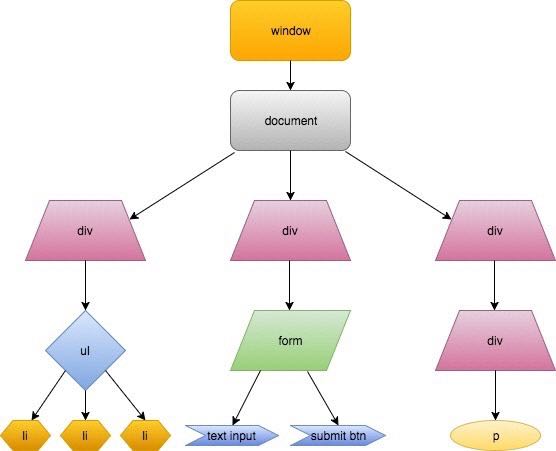 window
document
div
div
div
ul
form
div
li
li
li
text input
submit btn
p